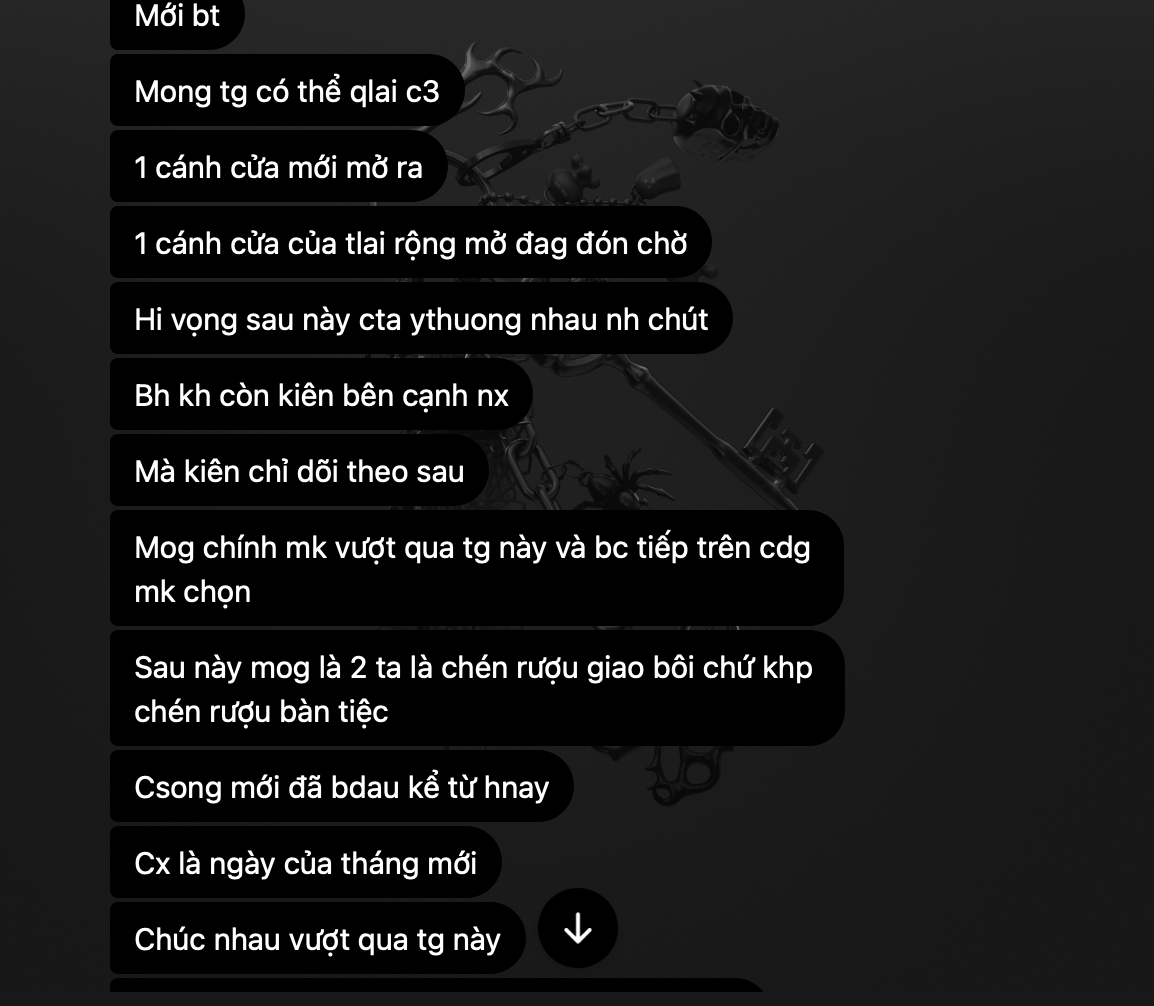 Mới bt
Mong tg có thể qlai c3
1 cánh cửa mới mở ra
1 cánh cửa của tlai rộng mở đag đón chờ
Hi vọng sau này cta ythuong nhau nh chút
Bh kh còn kiên bên cạnh nx
Mà kiên chỉ dõi theo sau
Mog chính mk vượt qua tg này và bc tiếp trên cdg
mk chọn
Sau này mog là 2 ta là chén rượu giao bôi chứ khp
chén rượu bàn tiệc
Csong mới đã bdau kể từ hnay
Cx là ngày của tháng mới
Chúc nhau vượt qua tg này